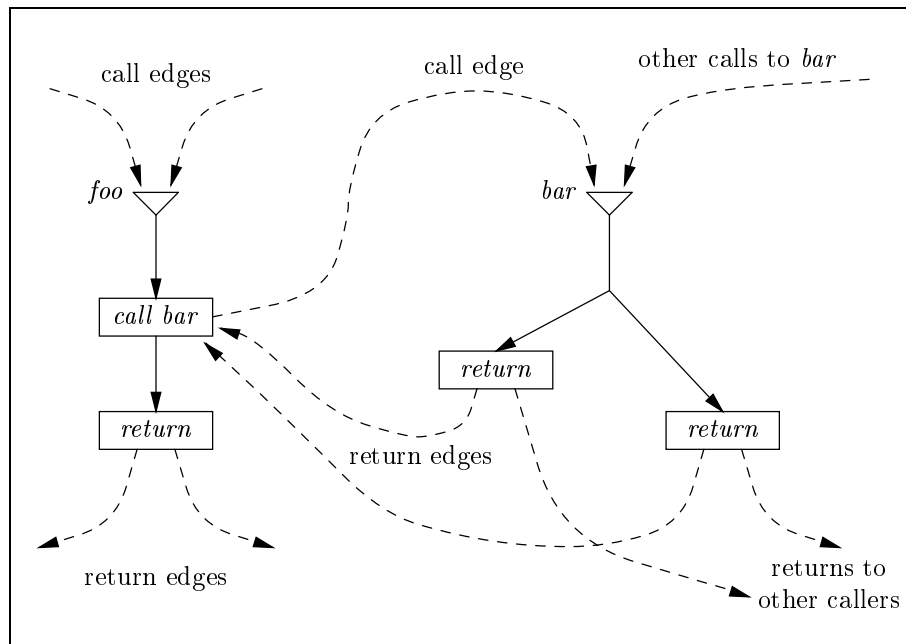 call edges
call edge
other calls to bar
foo
bar
call bar
return
return
return
return edges
return edges
returns to
other callers